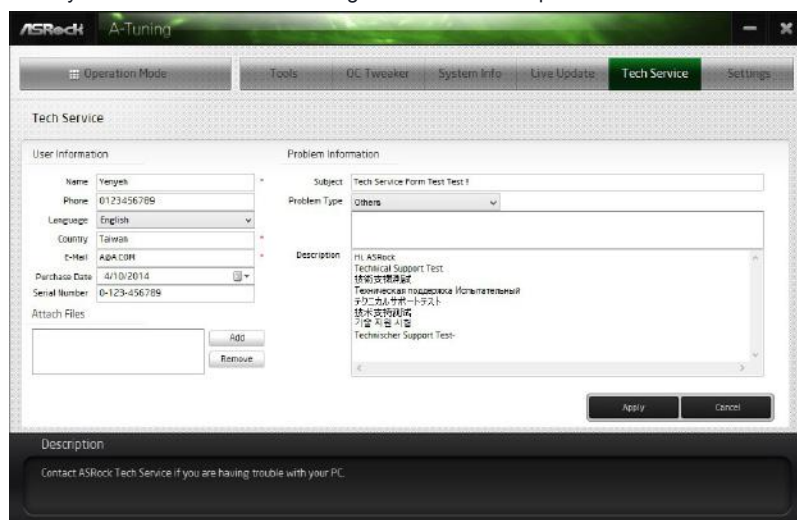 ASRock A-Tuning
Operation Mode Tools OC Tweaker System Info Live Update Tech Service Settings
Tech Service
User Information Problem Information
Name Yenyeh * Subject Tech Service Form Test Test !
Phone 0123456789 Problem Type Others
Language English
Country Taiwan *
E-Mail A@A.COM * Description Hi, ASRock
Technical Support Test
技術支援測試
Purchase Date 4/10/2014 Техническая поддержка Испытательный
Serial Number 0-123-456789 テクニカルサポートテスト
技术支持测试
Attach Files 기술 지원 시험
Technischer Support Test-
Add
Remove
Apply Cancel
Description
Contact ASRock Tech Service if you are having trouble with your PC.